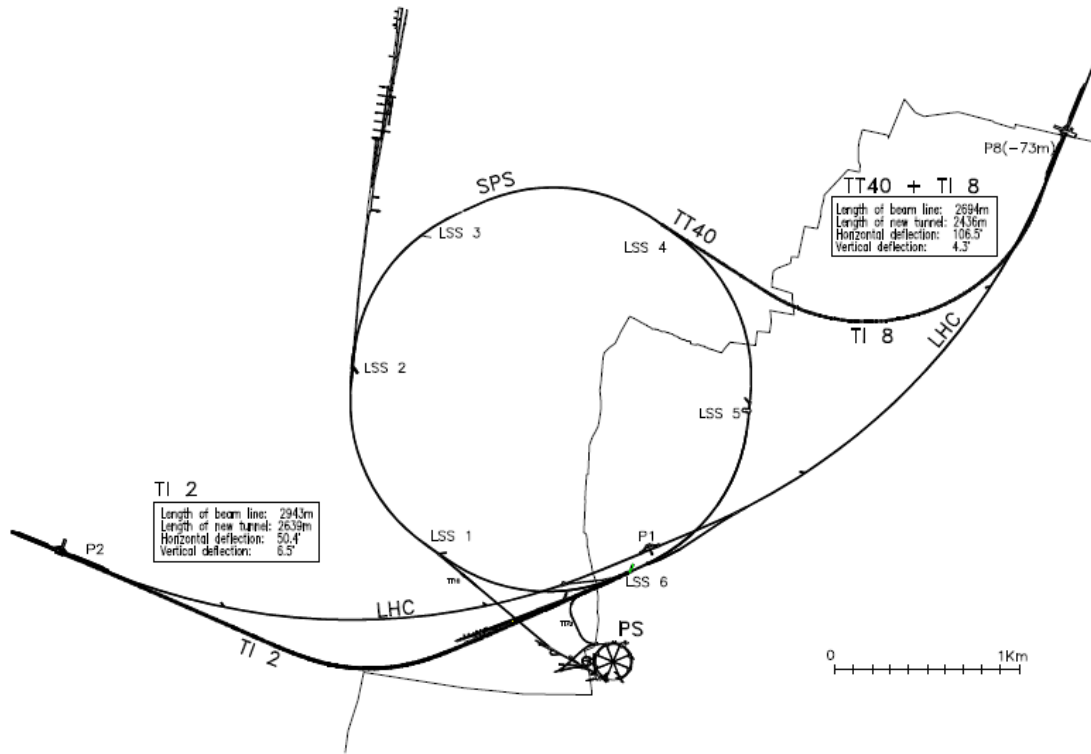 P8(-73m)
TT40 + TI 8
Length of beam line: 2694m
Length of new tunnel: 2436m
Horizontal deflection: 106.5°
Vertical deflection: 4.3°
SPS
LSS 3
LSS 4
TT40
TI 8
LHC
LSS 2
LSS 5
TI 2
Length of beam line: 2943m
Length of new tunnel: 2639m
Horizontal deflection: 50.4°
Vertical deflection: 6.5°
P2
LSS 1
P1
LSS 6
LHC
TI 2
PS
0 1Km